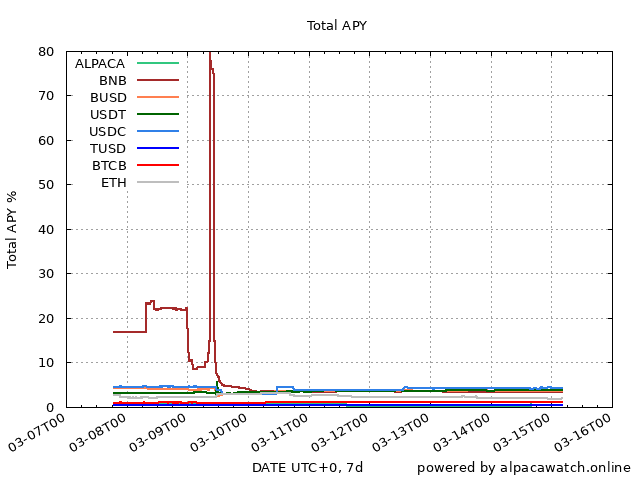 Total APY
Total APY %
80
70
60
50
40
30
20
10
0
ALPACA
BNB
BUSD
USDT
USDC
TUSD
BTCB
ETH
03-07T00
03-08T00
03-09T00
03-10T00
03-11T00
03-12T00
03-13T00
03-14T00
03-15T00
03-16T00
DATE UTC+0, 7d
powered by alpacawatch.online